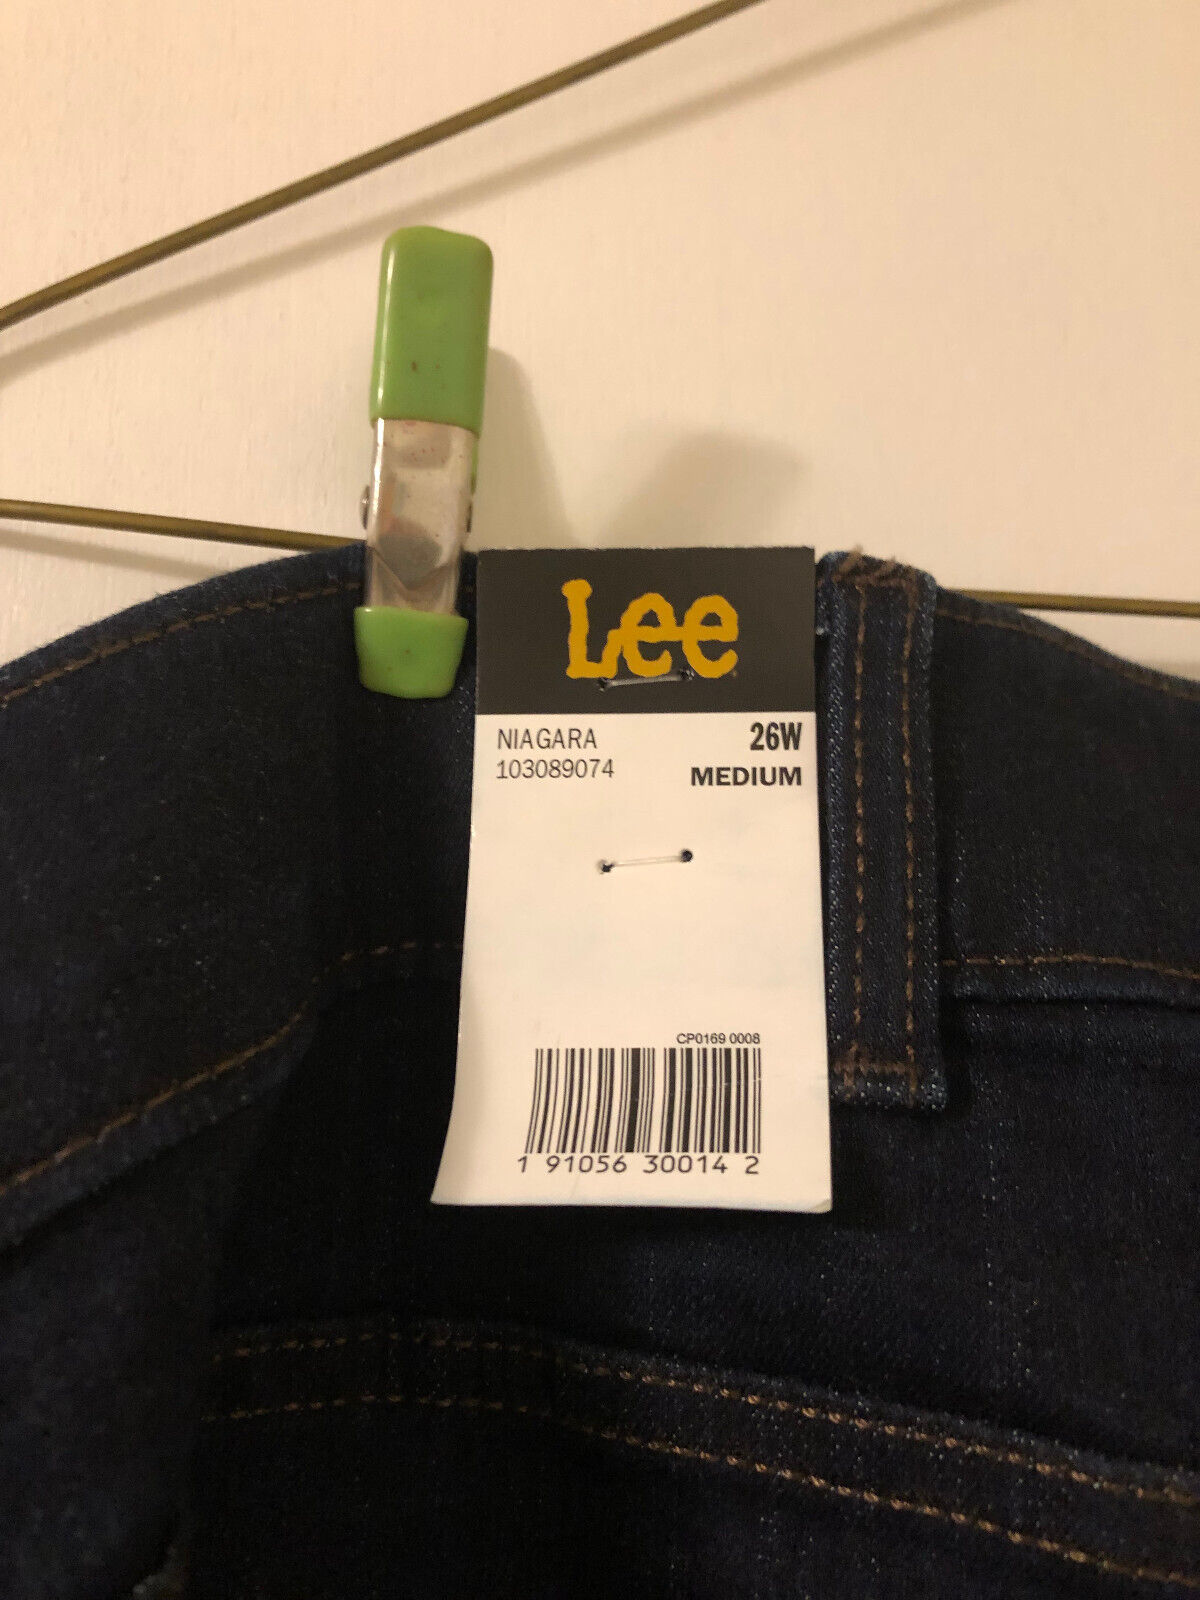 Lee
NIAGARA 26W
103089074 MEDIUM
CP0169 0008
1 91056 30014 2